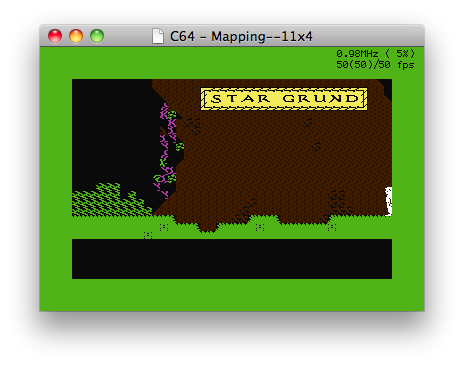 C64 - Mapping--11x4
0.98MHz ( 5%)
50(50)/50 fps
STAR GRUND